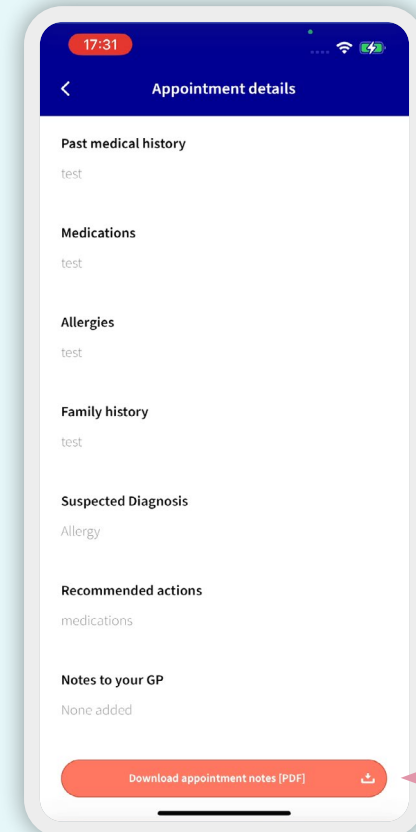 17:31
Appointment details
Past medical history
test
Medications
test
Allergies
test
Family history
test
Suspected Diagnosis
Allergy
Recommended actions
medications
Notes to your GP
None added
Download appointment notes [PDF]